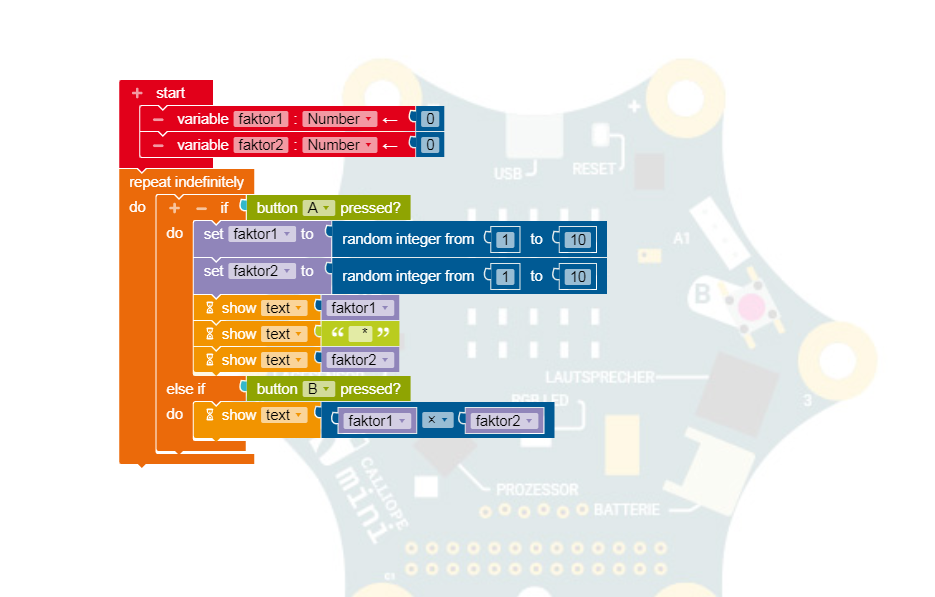 + start
− variable faktor1 : Number ▾ ← 0
− variable faktor2 : Number ▾ ← 0
repeat indefinitely
do + − if button A ▾ pressed?
do set faktor1 ▾ to random integer from 1 to 10
set faktor2 ▾ to random integer from 1 to 10
show text ▾ faktor1 ▾
show text ▾ “ * ”
show text ▾ faktor2 ▾
else if button B ▾ pressed?
do show text ▾ faktor1 ▾ × ▾ faktor2 ▾
+
USB
RESET
A1
B
LAUTSPRECHER
RGB LED
3
CALLIOPE
mini
PROZESSOR
BATTERIE